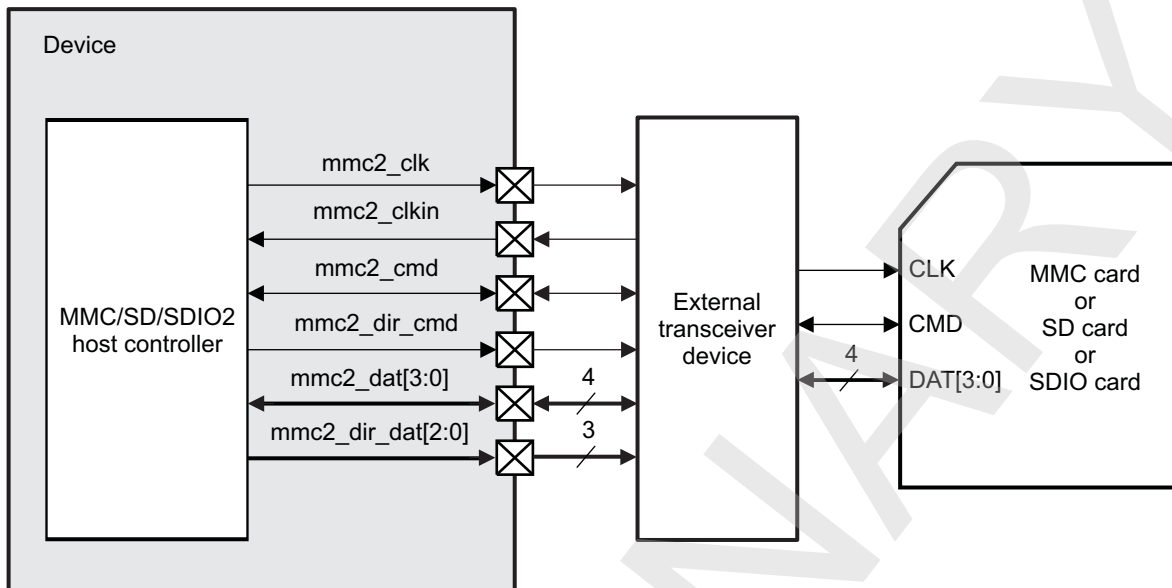 Device
MMC/SD/SDIO2
host controller
mmc2_clk
mmc2_clkin
mmc2_cmd
mmc2_dir_cmd
mmc2_dat[3:0]
mmc2_dir_dat[2:0]
4
3
External
transceiver
device
4
CLK
CMD
DAT[3:0]
MMC card
or
SD card
or
SDIO card
NARY